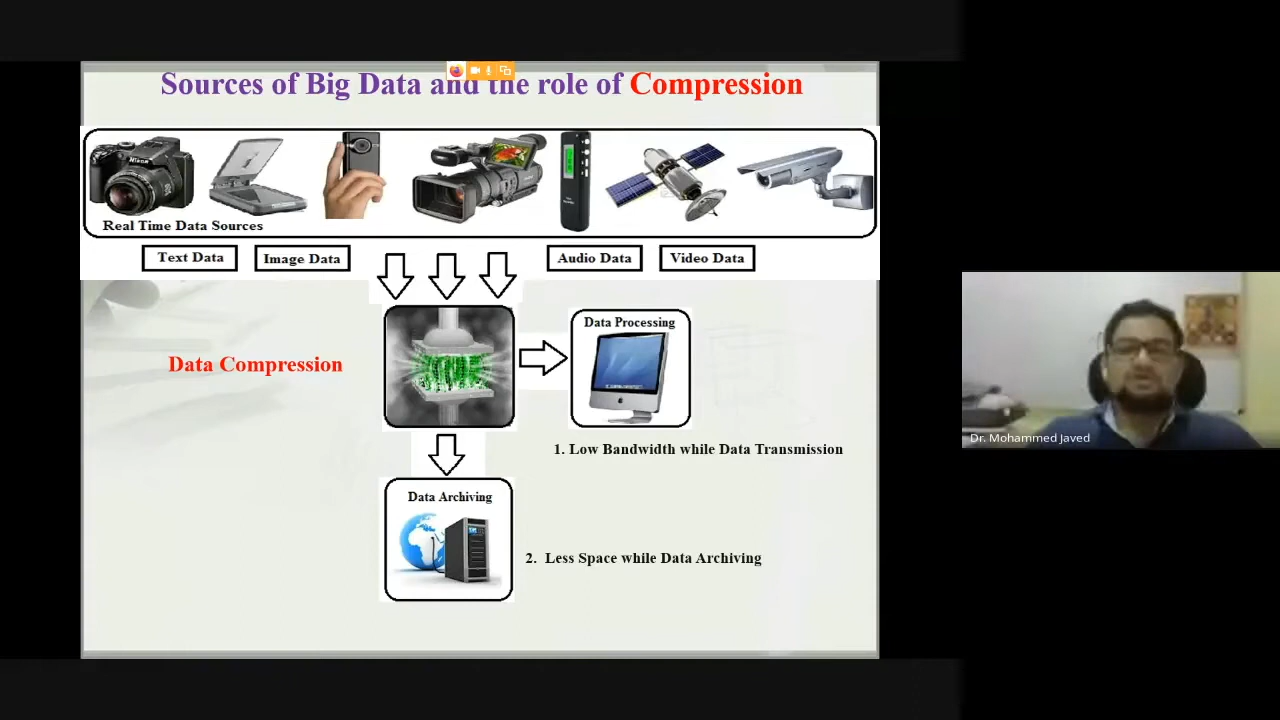 Sources of Big Data and the role of Compression
Nikon
Real Time Data Sources
Text Data
Image Data
Audio Data
Video Data
Data Compression
Data Processing
1. Low Bandwidth while Data Transmission
Data Archiving
2. Less Space while Data Archiving
Dr. Mohammed Javed